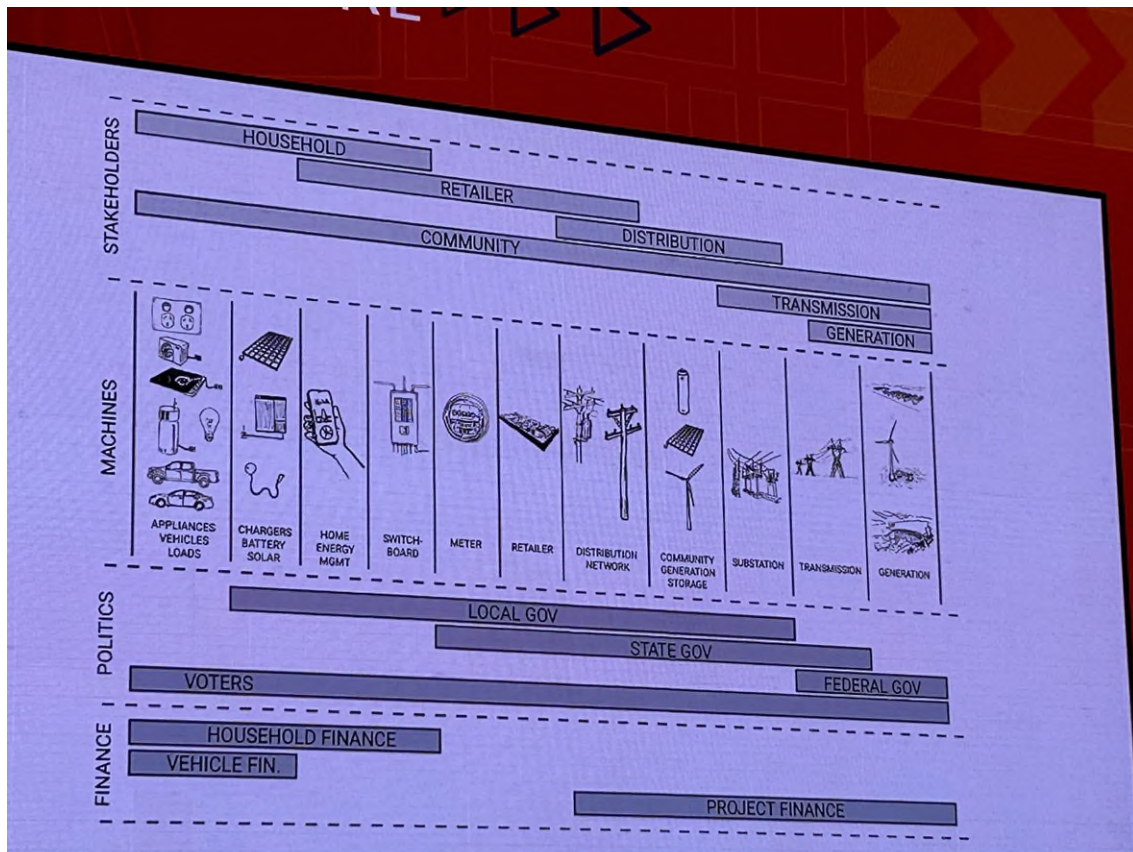 STAKEHOLDERS
HOUSEHOLD
RETAILER
DISTRIBUTION
COMMUNITY
TRANSMISSION
GENERATION
MACHINES
APPLIANCES
VEHICLES
LOADS
CHARGERS
BATTERY
SOLAR
HOME
ENERGY
MGMT
SWITCH-
BOARD
METER
RETAILER
DISTRIBUTION
NETWORK
COMMUNITY
GENERATION
STORAGE
SUBSTATION
TRANSMISSION
GENERATION
POLITICS
LOCAL GOV
STATE GOV
FEDERAL GOV
VOTERS
FINANCE
HOUSEHOLD FINANCE
VEHICLE FIN.
PROJECT FINANCE